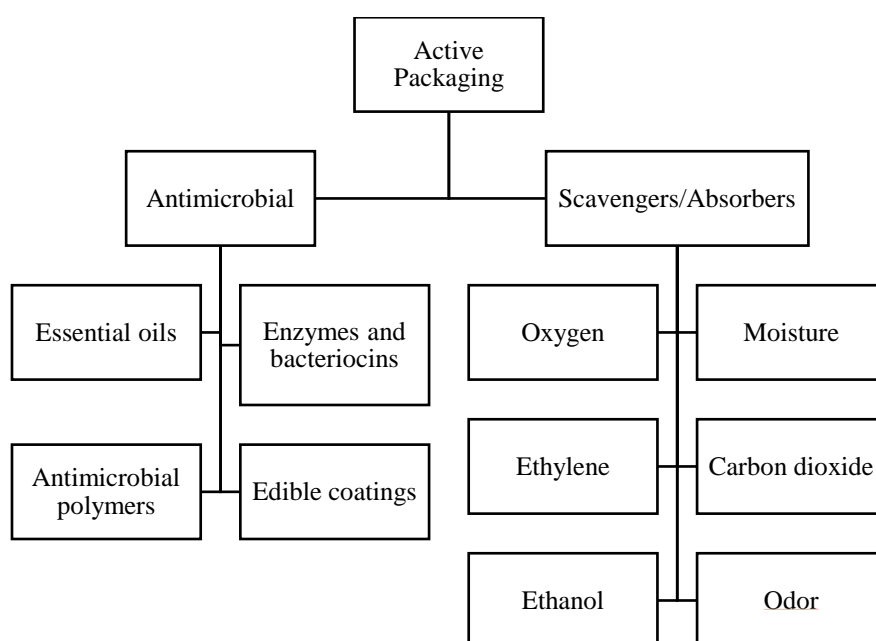 Active
Packaging
Antimicrobial
Scavengers/Absorbers
Essential oils
Enzymes and
bacteriocins
Oxygen
Moisture
Antimicrobial
polymers
Edible coatings
Ethylene
Carbon dioxide
Ethanol
Odor